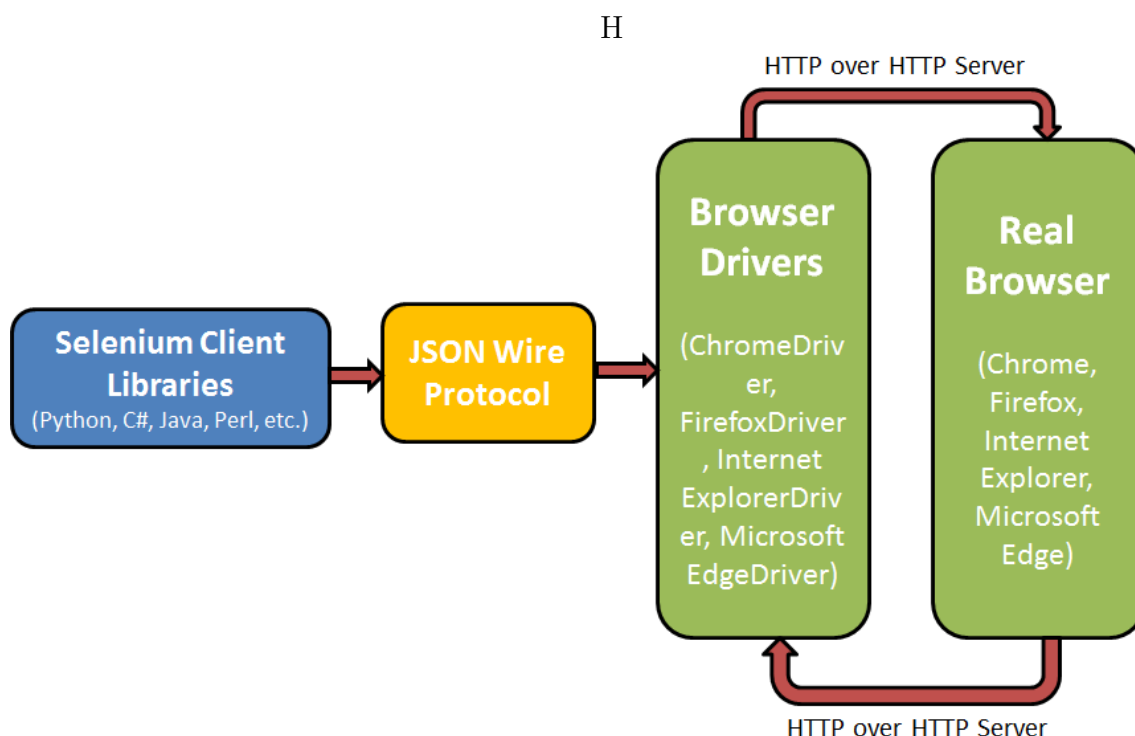 H
HTTP over HTTP Server
Selenium Client
Libraries
(Python, C#, Java, Perl, etc.)
JSON Wire
Protocol
Browser
Drivers
(ChromeDriv
er,
FirefoxDriver
, Internet
ExplorerDriv
er, Microsoft
EdgeDriver)
Real
Browser
(Chrome,
Firefox,
Internet
Explorer,
Microsoft
Edge)
HTTP over HTTP Server